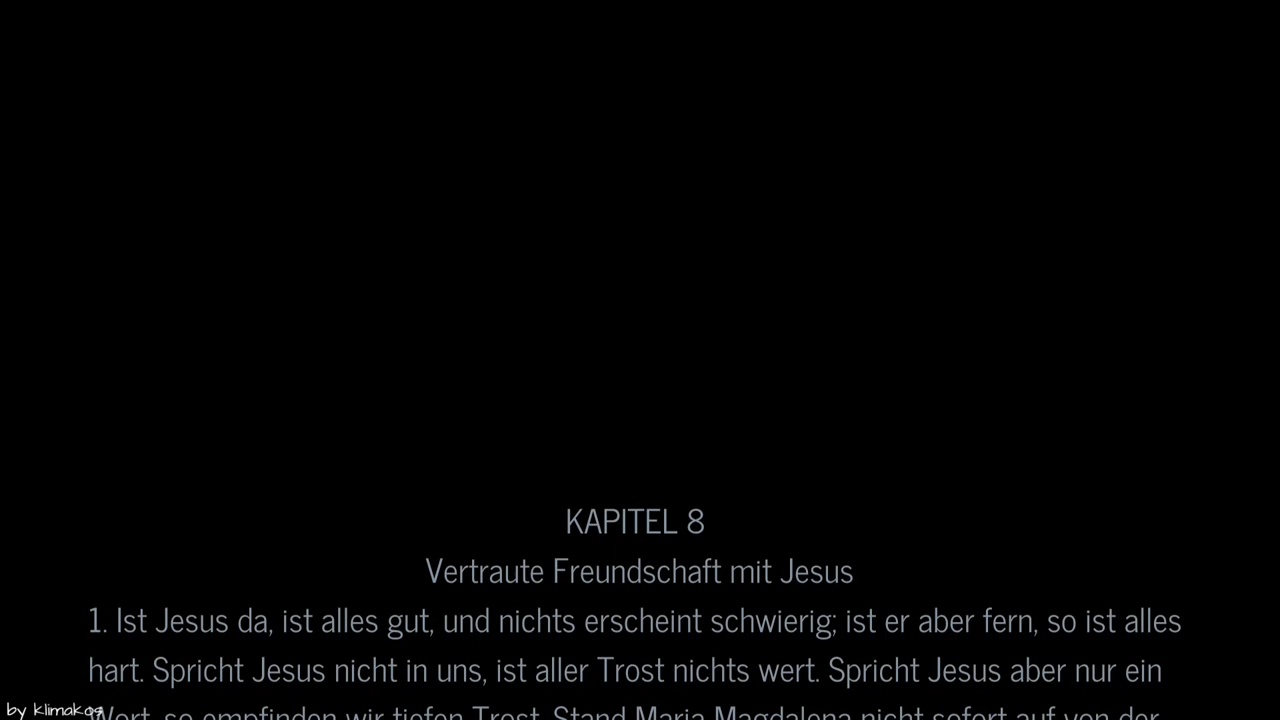 KAPITEL 8
Vertraute Freundschaft mit Jesus
1. Ist Jesus da, ist alles gut, und nichts erscheint schwierig; ist er aber fern, so ist alles
hart. Spricht Jesus nicht in uns, ist aller Trost nichts wert. Spricht Jesus aber nur ein
Wort, so empfinden wir tiefen Trost. Stand Maria Magdalena nicht sofort auf von der
by klimakos